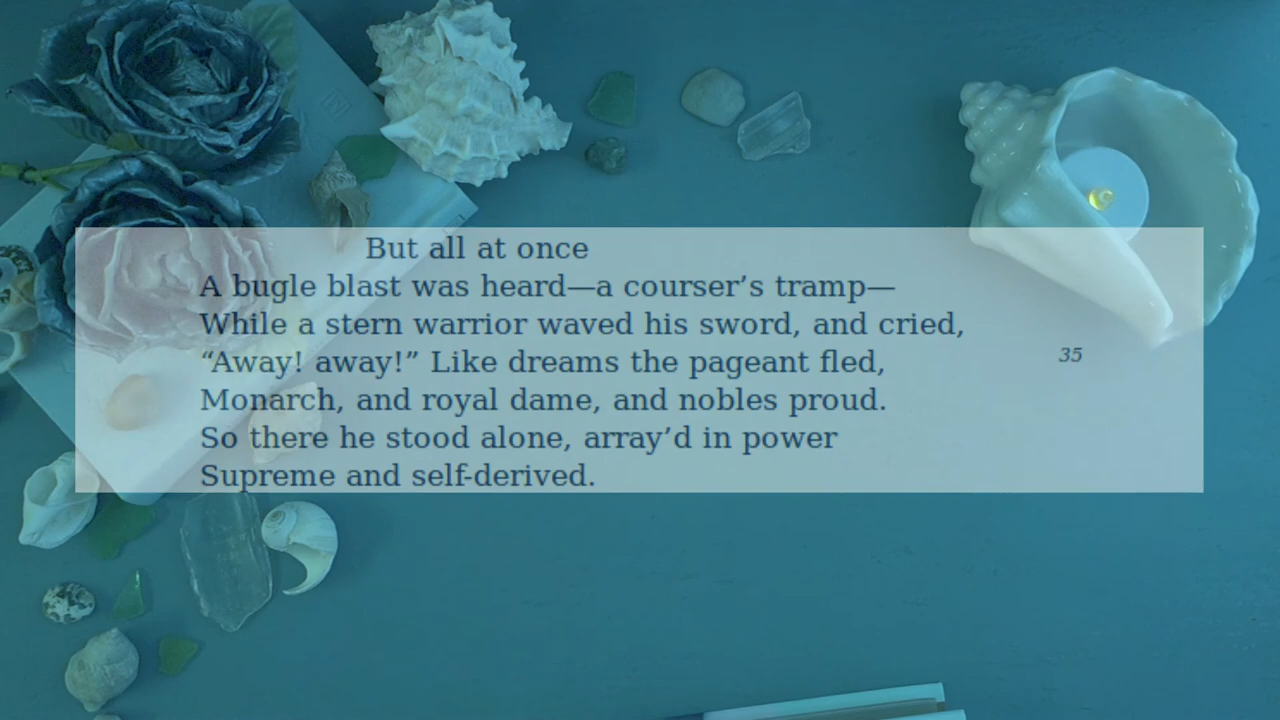 But all at once
A bugle blast was heard—a courser’s tramp—
While a stern warrior waved his sword, and cried,
“Away! away!” Like dreams the pageant fled, 35
Monarch, and royal dame, and nobles proud.
So there he stood alone, array’d in power
Supreme and self-derived.